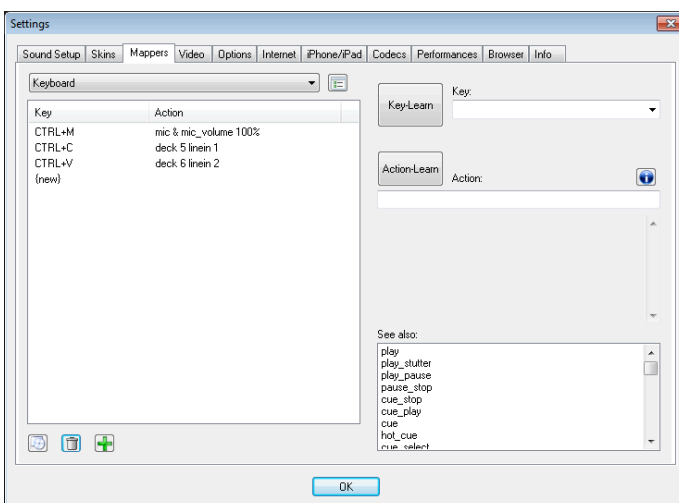 Settings
Sound Setup Skins Mappers Video Options Internet iPhone/iPad Codecs Performances Browser Info
Keyboard
Key Action
CTRL+M mic & mic_volume 100%
CTRL+C deck 5 linein 1
CTRL+V deck 6 linein 2
{new}
Key-Learn
Key:
Action-Learn
Action:
See also:
play
play_stutter
play_pause
pause_stop
cue_stop
cue_play
cue
hot_cue
cue_select
OK